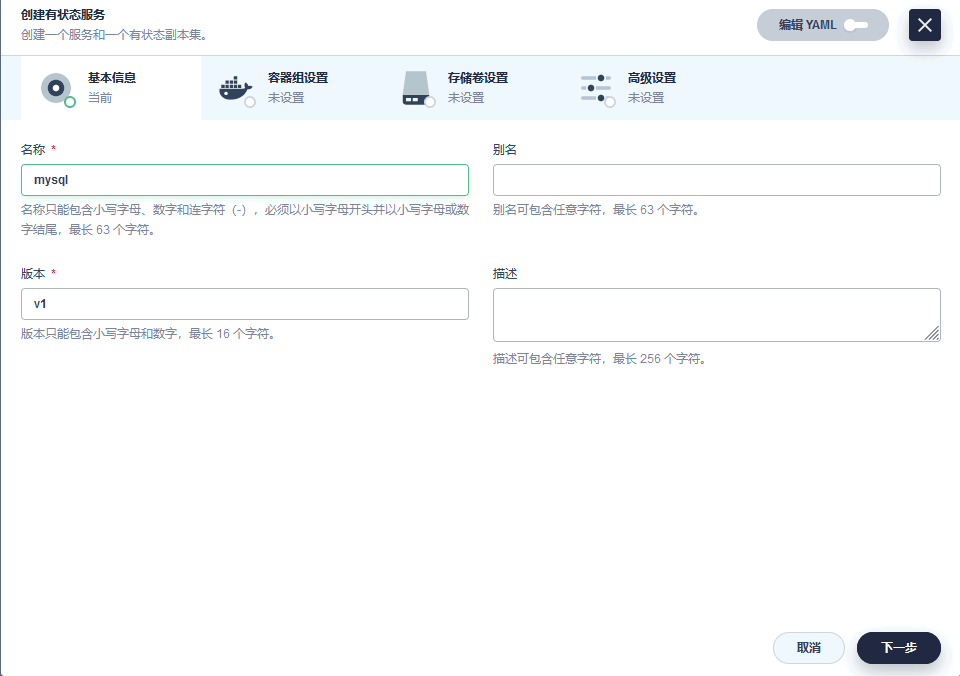 创建有状态服务
创建一个服务和一个有状态副本集。
编辑 YAML
基本信息
当前
容器组设置
未设置
存储卷设置
未设置
高级设置
未设置
名称 *
mysql
名称只能包含小写字母、数字和连字符（-），必须以小写字母开头并以小写字母或数
字结尾，最长 63 个字符。
别名
别名可包含任意字符，最长 63 个字符。
版本 *
v1
版本只能包含小写字母和数字，最长 16 个字符。
描述
描述可包含任意字符，最长 256 个字符。
取消
下一步